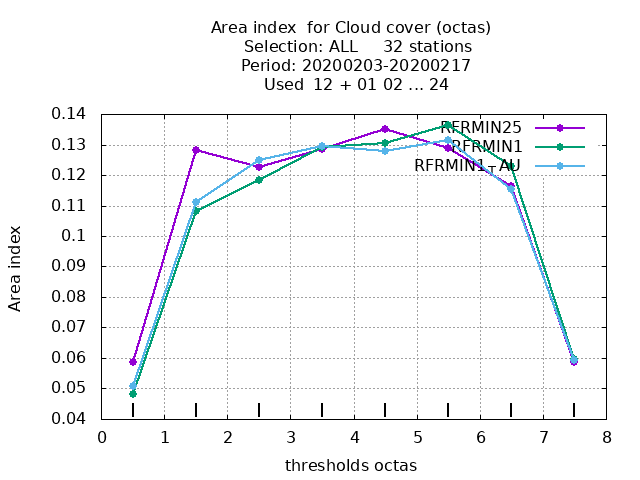 Area index  for Cloud cover (octas)
Selection: ALL     32 stations
Period: 20200203-20200217
Used  12 + 01 02 ... 24
0.14
0.13
0.12
0.11
0.1
0.09
0.08
0.07
0.06
0.05
0.04
Area index
RFRMIN25
RFRMIN1
RFRMIN1_TAU
0 1 2 3 4 5 6 7 8
thresholds octas